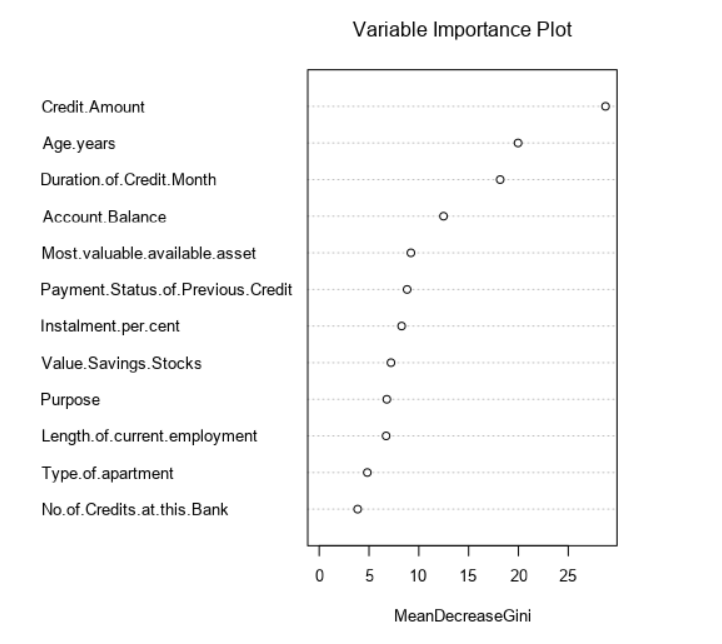 Variable Importance Plot
Credit.Amount
Age.years
Duration.of.Credit.Month
Account.Balance
Most.valuable.available.asset
Payment.Status.of.Previous.Credit
Instalment.per.cent
Value.Savings.Stocks
Purpose
Length.of.current.employment
Type.of.apartment
No.of.Credits.at.this.Bank
0 5 10 15 20 25
MeanDecreaseGini